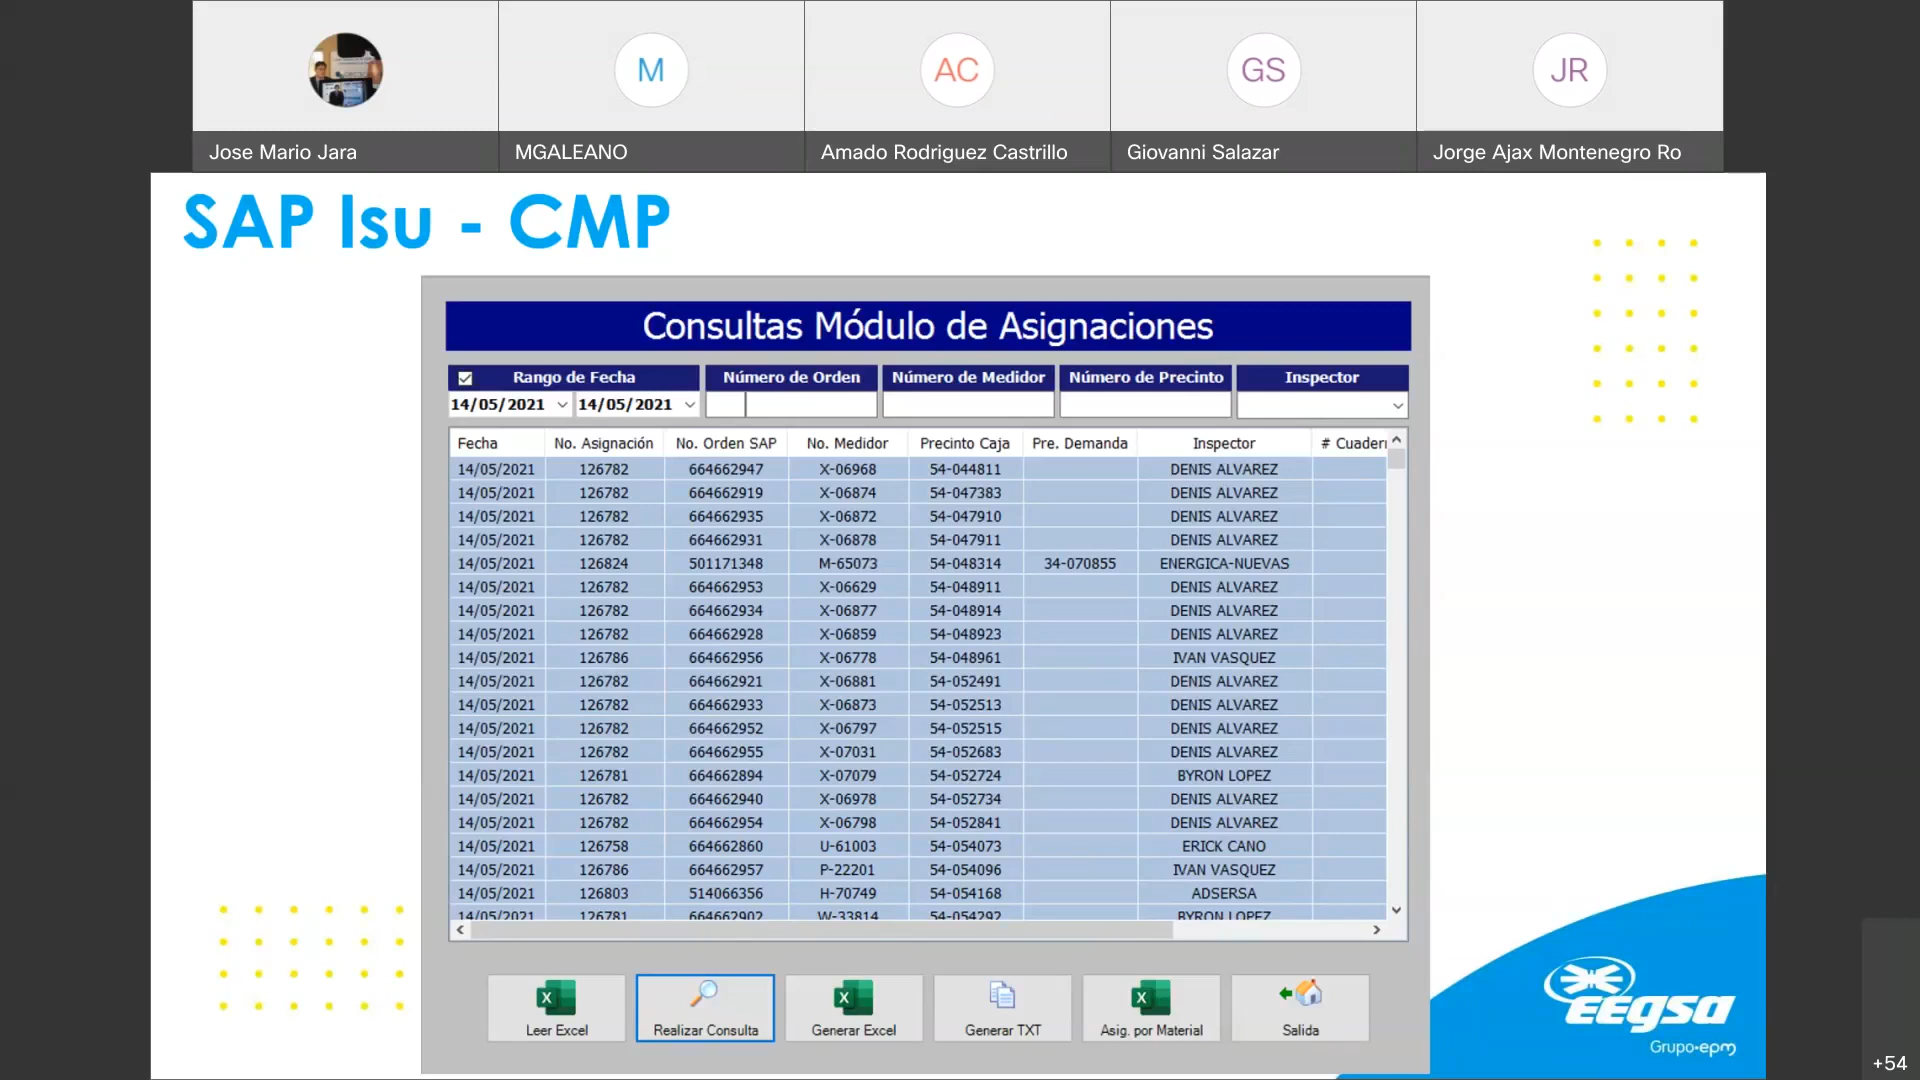 M
AC
GS
JR
Jose Mario Jara
MGALEANO
Amado Rodriguez Castrillo
Giovanni Salazar
Jorge Ajax Montenegro Ro
SAP Isu - CMP
Consultas Módulo de Asignaciones
Rango de Fecha Número de Orden Número de Medidor Número de Precinto Inspector
14/05/2021 14/05/2021
Fecha No. Asignación No. Orden SAP No. Medidor Precinto Caja Pre. Demanda Inspector # Cuadern
14/05/2021 126782 664662947 X-06968 54-044811 DENIS ALVAREZ
14/05/2021 126782 664662919 X-06874 54-047383 DENIS ALVAREZ
14/05/2021 126782 664662935 X-06872 54-047910 DENIS ALVAREZ
14/05/2021 126782 664662931 X-06878 54-047911 DENIS ALVAREZ
14/05/2021 126824 501171348 M-65073 54-048314 34-070855 ENERGICA-NUEVAS
14/05/2021 126782 664662953 X-06629 54-048911 DENIS ALVAREZ
14/05/2021 126782 664662934 X-06877 54-048914 DENIS ALVAREZ
14/05/2021 126782 664662928 X-06859 54-048923 DENIS ALVAREZ
14/05/2021 126786 664662956 X-06778 54-048961 IVAN VASQUEZ
14/05/2021 126782 664662921 X-06881 54-052491 DENIS ALVAREZ
14/05/2021 126782 664662933 X-06873 54-052513 DENIS ALVAREZ
14/05/2021 126782 664662952 X-06797 54-052515 DENIS ALVAREZ
14/05/2021 126782 664662955 X-07031 54-052683 DENIS ALVAREZ
14/05/2021 126781 664662894 X-07079 54-052724 BYRON LOPEZ
14/05/2021 126782 664662940 X-06978 54-052734 DENIS ALVAREZ
14/05/2021 126782 664662954 X-06798 54-052841 DENIS ALVAREZ
14/05/2021 126758 664662860 U-61003 54-054073 ERICK CANO
14/05/2021 126786 664662957 P-22201 54-054096 IVAN VASQUEZ
14/05/2021 126803 514066356 H-70749 54-054168 ADSERSA
14/05/2021 126781 664662902 W-33814 54-054292 BYRON LOPEZ
Leer Excel
Realizar Consulta
Generar Excel
Generar TXT
Asig. por Material
Salida
eegsa
Grupo•epm
+54